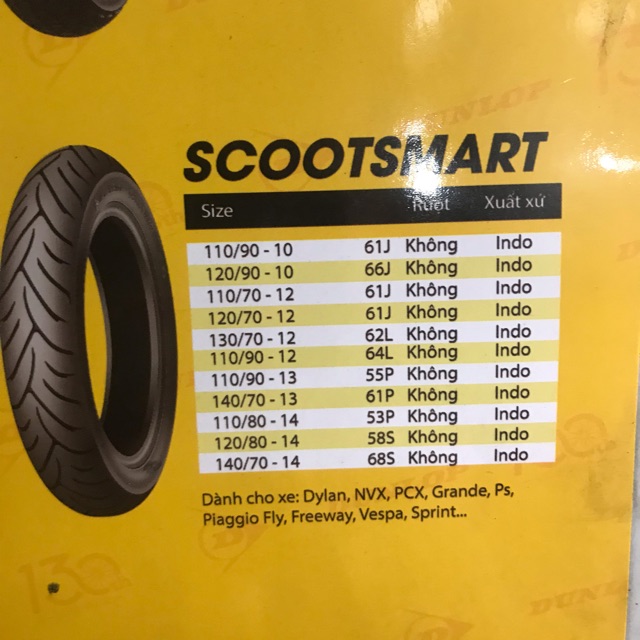 DUNLOP
SCOOTSMART
Size Ruột Xuất xứ
110/90 - 10 61J Không Indo
120/90 - 10 66J Không Indo
110/70 - 12 61J Không Indo
120/70 - 12 61J Không Indo
130/70 - 12 62L Không Indo
110/90 - 12 64L Không Indo
110/90 - 13 55P Không Indo
140/70 - 13 61P Không Indo
110/80 - 14 53P Không Indo
120/80 - 14 58S Không Indo
140/70 - 14 68S Không Indo
Dành cho xe: Dylan, NVX, PCX, Grande, Ps,
Piaggio Fly, Freeway, Vespa, Sprint...
130
DUNLOP